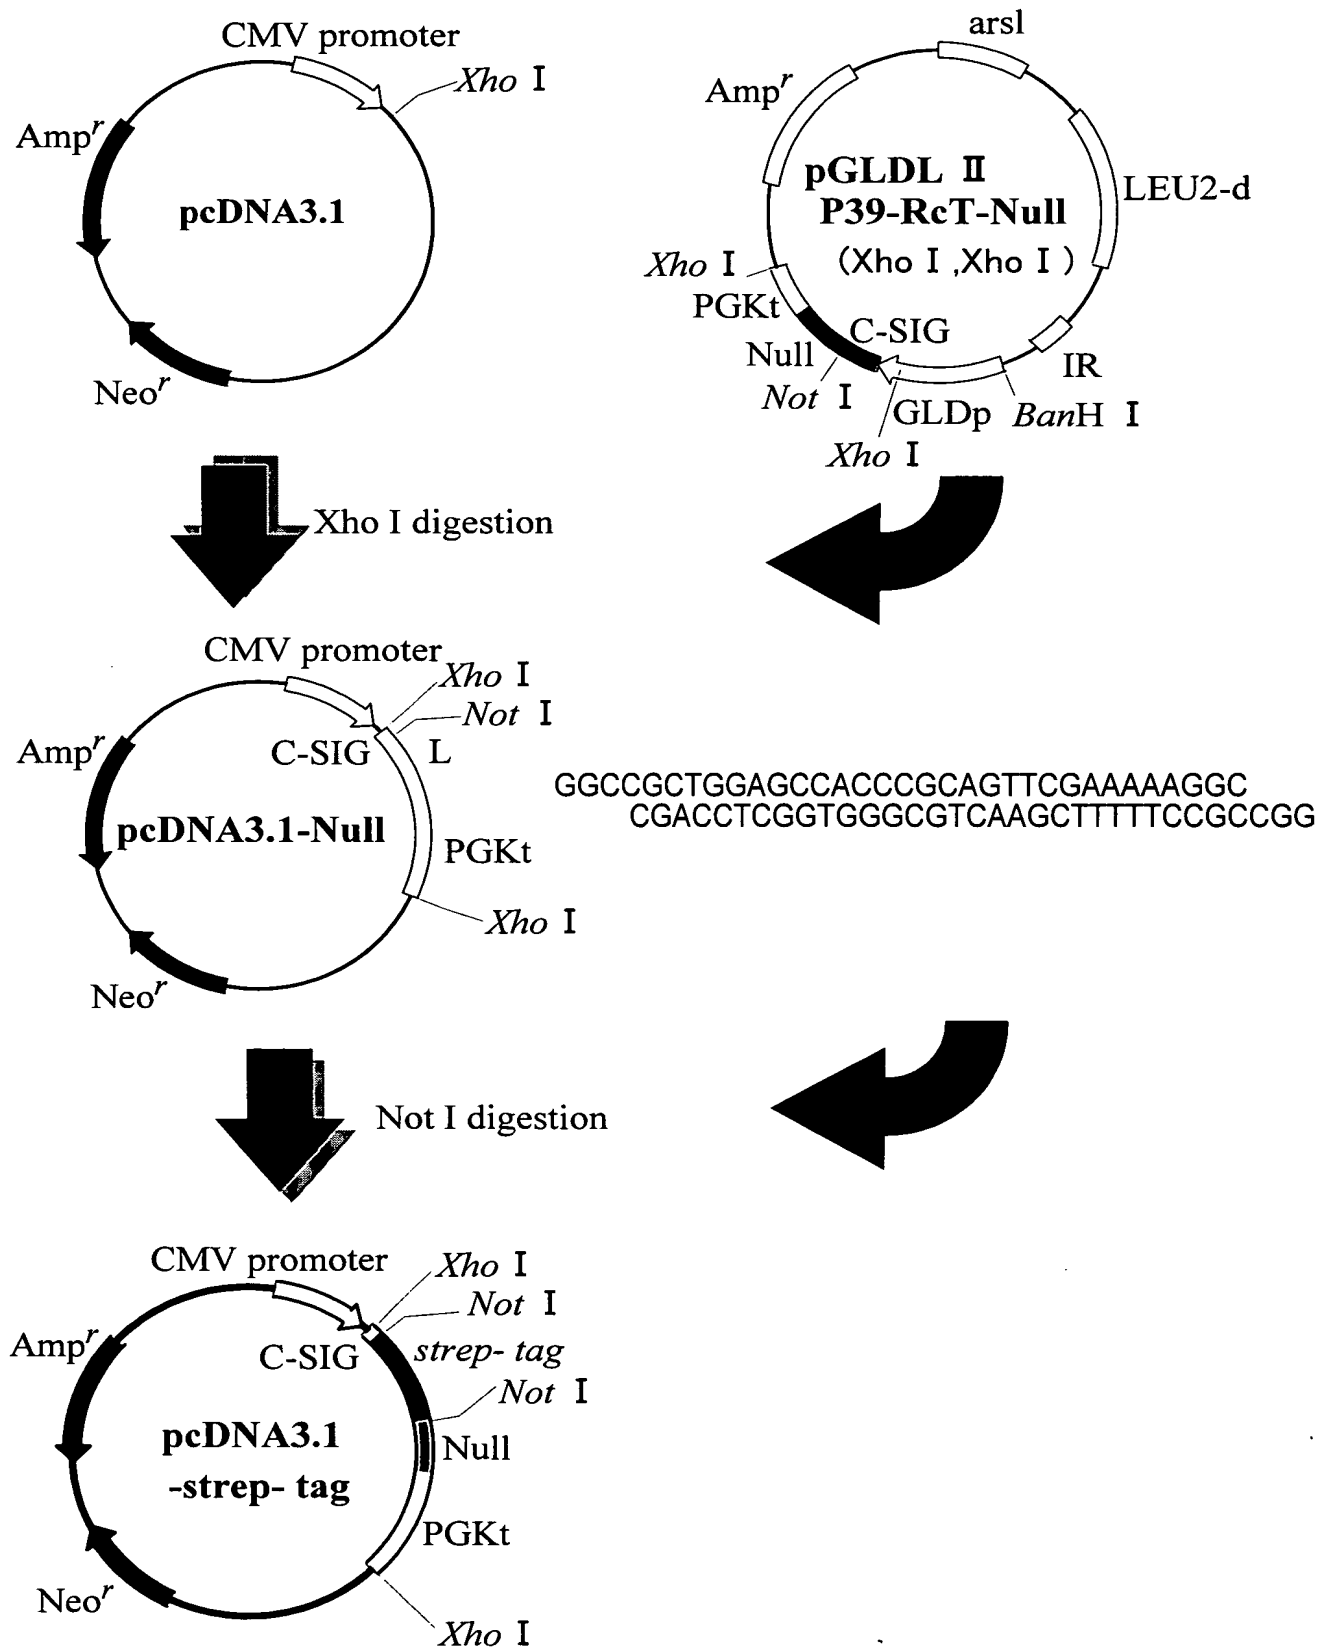 CMV promoter
Xho I
Amp^r
pcDNA3.1
Neo^r
arsl
Amp^r
pGLDL II
P39-RcT-Null
(Xho I ,Xho I )
LEU2-d
Xho I
PGKt
C-SIG
Null
IR
Not I
GLDp
BanH I
Xho I
Xho I digestion
CMV promoter
Xho I
Not I
Amp^r
C-SIG
L
pcDNA3.1-Null
PGKt
Xho I
Neo^r
GGCCGCTGGAGCCACCCGCAGTTCGAAAAAGGC
CGACCTCGGTGGGCGTCAAGCTTTTTCCGCCGG
Not I digestion
CMV promoter
Xho I
Not I
Amp^r
C-SIG
strep- tag
Not I
pcDNA3.1
-strep- tag
Null
PGKt
Neo^r
Xho I